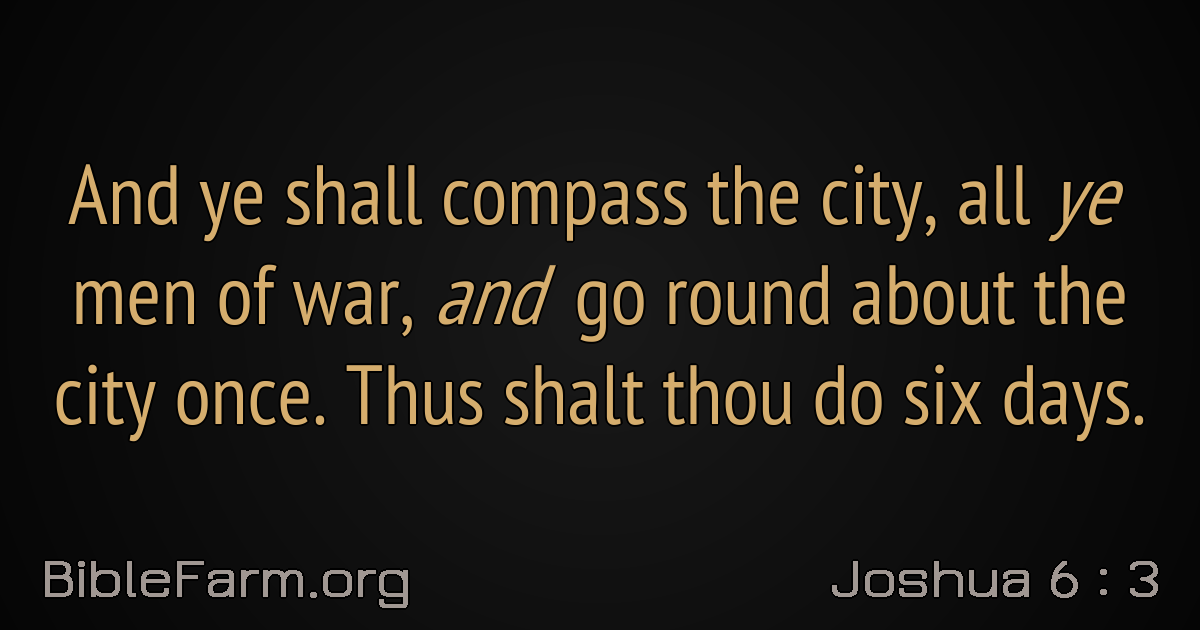 And ye shall compass the city, all ye
men of war, and go round about the
city once. Thus shalt thou do six days.
BibleFarm.org
Joshua 6 : 3